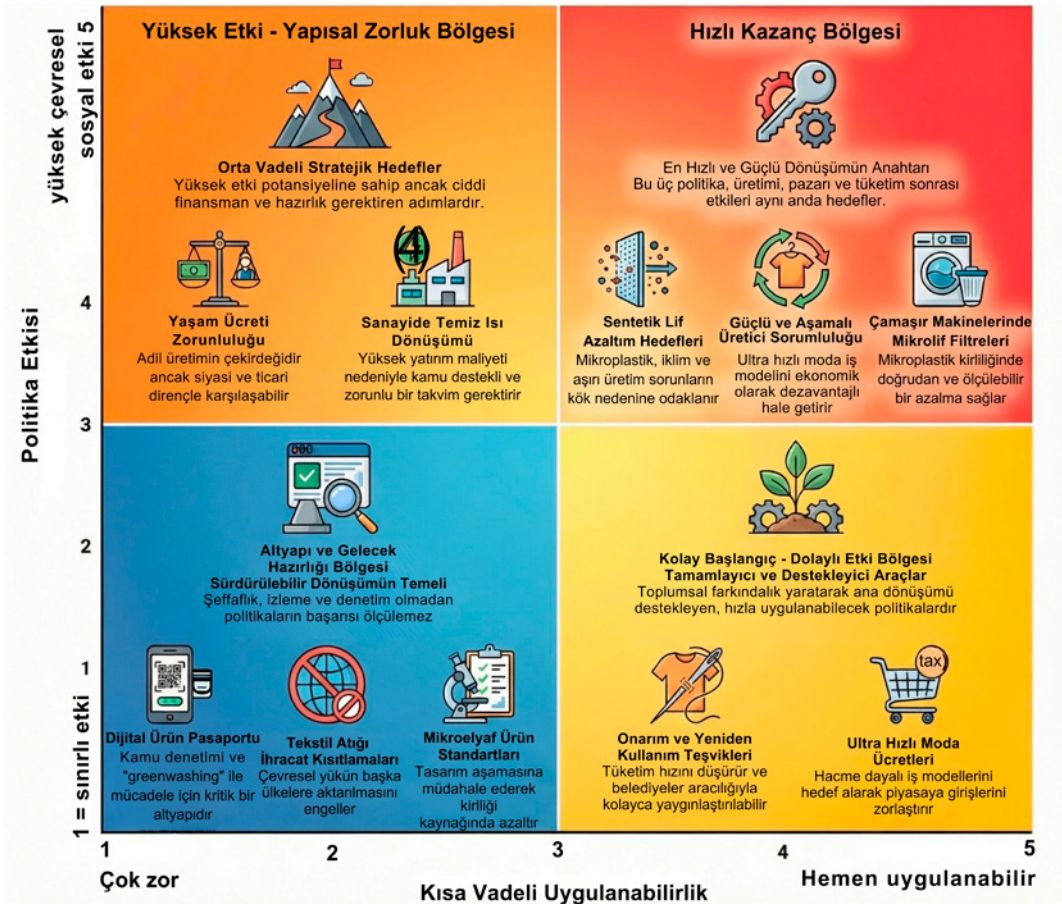 Yüksek Etki - Yapısal Zorluk Bölgesi
Orta Vadeli Stratejik Hedefler
Yüksek etki potansiyeline sahip ancak ciddi
finansman ve hazırlık gerektiren adımlardır.
(4)
Yaşam Ücreti
Zorunluluğu
Adil üretimin çekirdeğidir
ancak siyasi ve ticari
dirençle karşılaşabilir
Sanayide Temiz Isı
Dönüşümü
Yüksek yatırım maliyeti
nedeniyle kamu destekli ve
zorunlu bir takvim gerektirir
Hızlı Kazanç Bölgesi
En Hızlı ve Güçlü Dönüşümün Anahtarı
Bu üç politika, üretimi, pazarı ve tüketim sonrası
etkileri aynı anda hedefler.
Sentetik Lif
Azaltım Hedefleri
Mikroplastik, iklim ve
aşırı üretim sorunların
kök nedenine odaklanır
Güçlü ve Aşamalı
Üretici Sorumluluğu
Ultra hızlı moda iş
modelini ekonomik
olarak dezavantajlı
hale getirir
Çamaşır Makinelerinde
Mikrolif Filtreleri
Mikroplastik kirliliğinde
doğrudan ve ölçülebilir
bir azalma sağlar
Altyapı ve Gelecek
Hazırlığı Bölgesi
Sürdürülebilir Dönüşümün Temeli
Şeffaflık, izleme ve denetim olmadan
politikaların başarısı ölçülemez
Dijital Ürün Pasaportu
Kamu denetimi ve
"greenwashing" ile
mücadele için kritik bir
altyapıdır
Tekstil Atığı
İhracat Kısıtlamaları
Çevresel yükün başka
ülkelere aktarılmasını
engeller
Mikroelyaf Ürün
Standartları
Tasarım aşamasına
müdahale ederek
kirliliği
kaynağında azaltır
Kolay Başlangıç - Dolaylı Etki Bölgesi
Tamamlayıcı ve Destekleyici Araçlar
Toplumsal farkındalık yaratarak ana dönüşümü
destekleyen, hızla uygulanabilecek politikalardır
Onarım ve Yeniden
Kullanım Teşvikleri
Tüketim hızını düşürür ve
belediyeler aracılığıyla
kolayca yaygınlaştırılabilir
tax
Ultra Hızlı Moda
Ücretleri
Hacme dayalı iş modellerini
hedef alarak piyasaya girişlerini
zorlaştırır
yüksek çevresel
sosyal etki 5
4
3
2
1
1 = sınırlı etki
Politika Etkisi
1
2
3
4
5
Çok zor
Hemen uygulanabilir
Kısa Vadeli Uygulanabilirlik